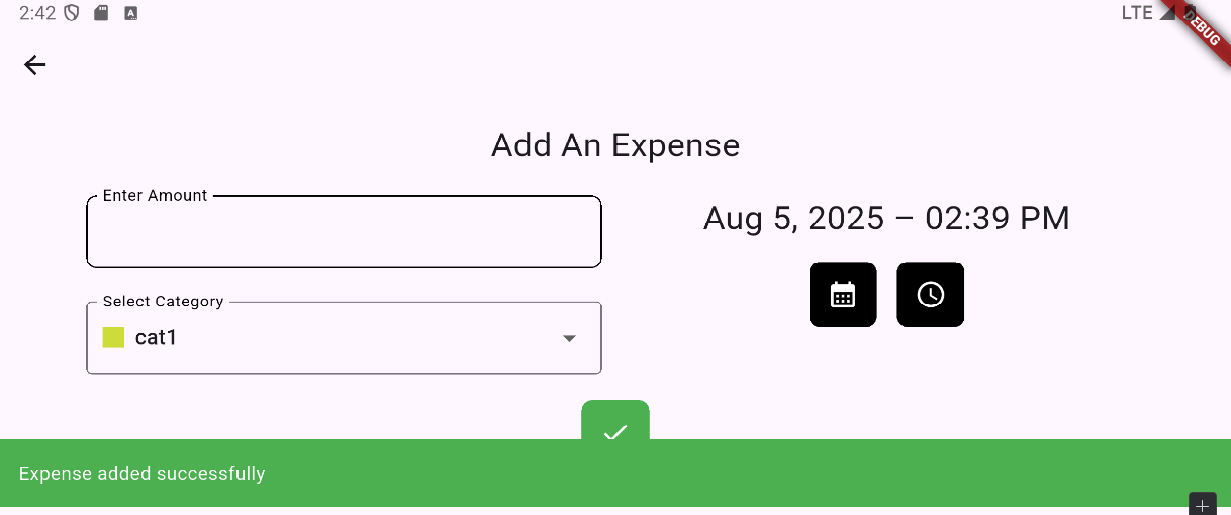 2:42
A
LTE
DEBUG
Add An Expense
Enter Amount
Aug 5, 2025 – 02:39 PM
Select Category
cat1
Expense added successfully